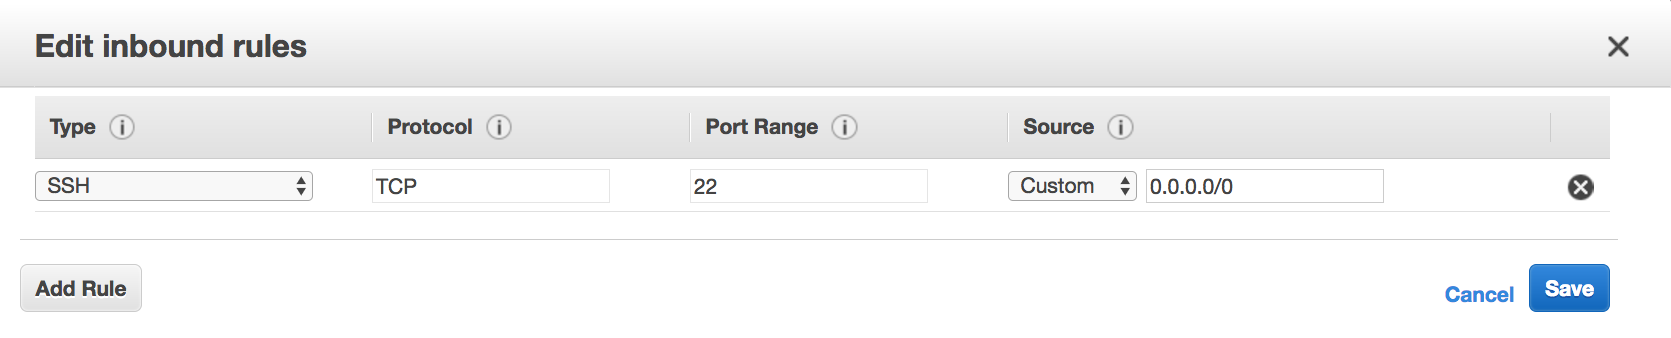 Edit inbound rules
Type Protocol Port Range Source
SSH TCP 22 Custom 0.0.0.0/0
Add Rule Cancel Save